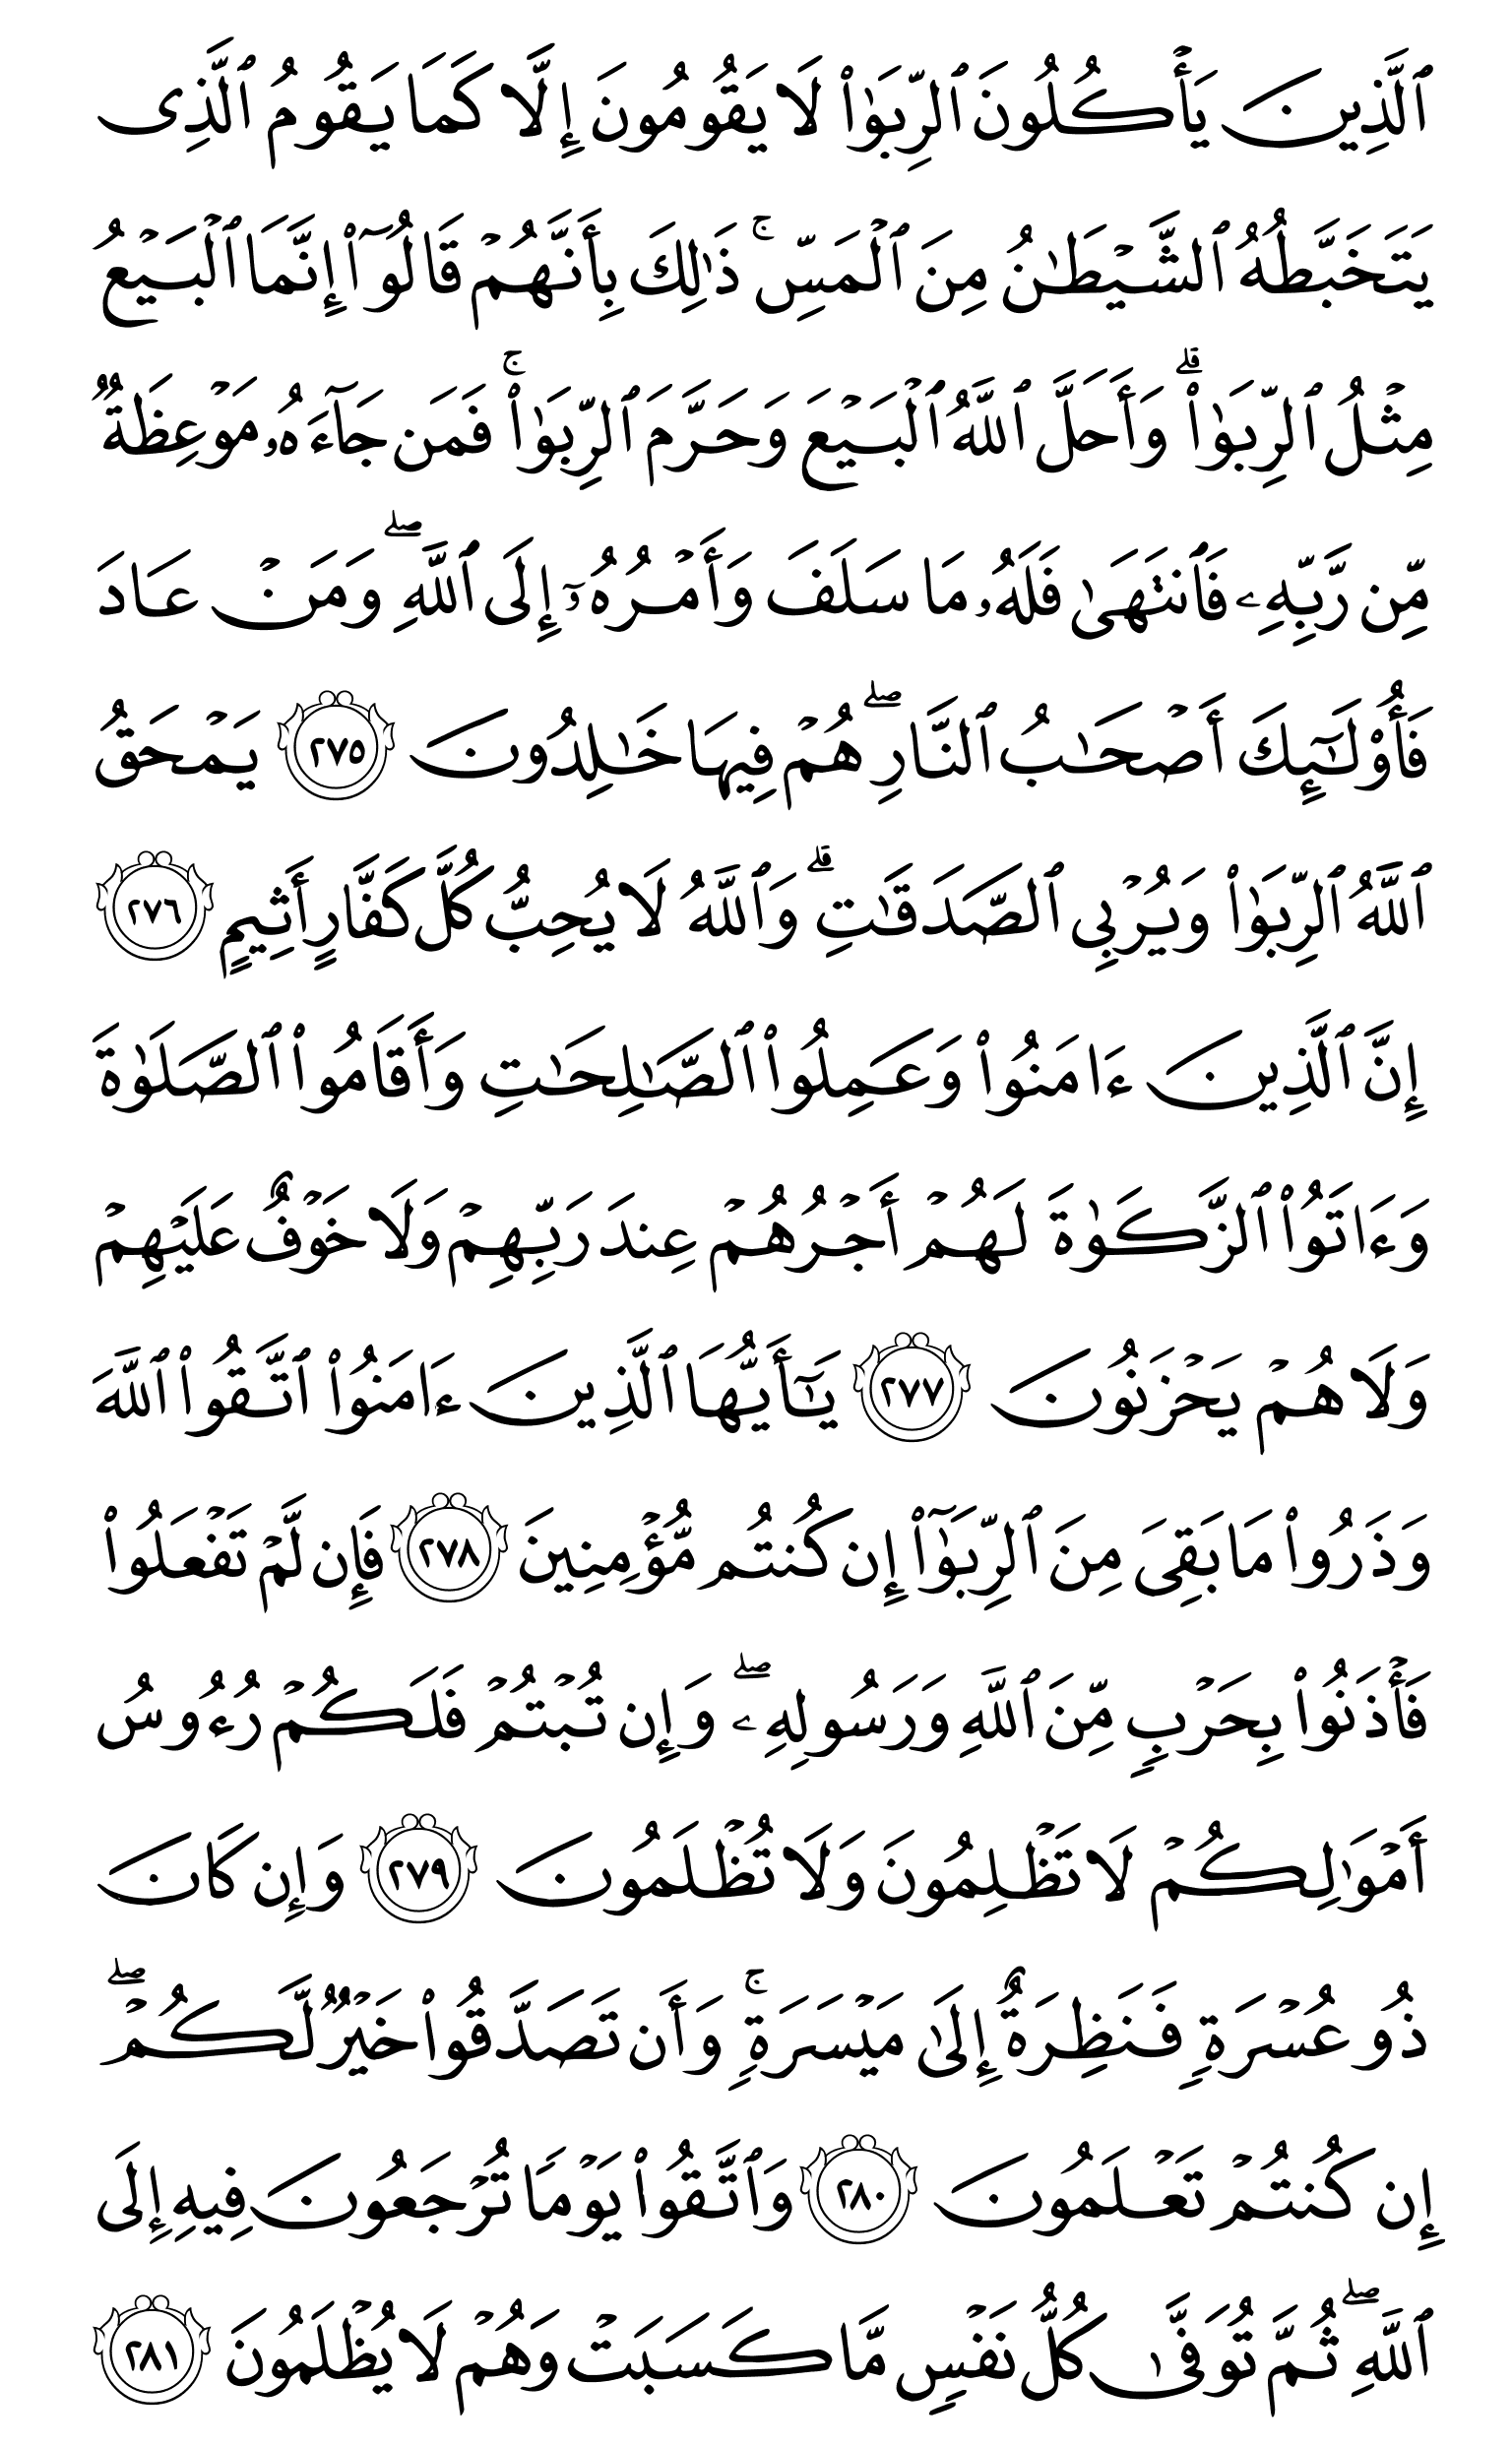 ٱلَّذِينَ يَأۡكُلُونَ ٱلرِّبَوٰاْ لَا يَقُومُونَ إِلَّا كَمَا يَقُومُ ٱلَّذِى
يَتَخَبَّطُهُ ٱلشَّيۡطَٰنُ مِنَ ٱلۡمَسِّۚ ذَٰلِكَ بِأَنَّهُمۡ قَالُوٓاْ إِنَّمَا ٱلۡبَيۡعُ
مِثۡلُ ٱلرِّبَوٰاْۗ وَأَحَلَّ ٱللَّهُ ٱلۡبَيۡعَ وَحَرَّمَ ٱلرِّبَوٰاْۚ فَمَن جَآءَهُۥ مَوۡعِظَةٞ
مِّن رَّبِّهِۦ فَٱنتَهَىٰ فَلَهُۥ مَا سَلَفَ وَأَمۡرُهُۥٓ إِلَى ٱللَّهِۖ وَمَنۡ عَادَ
فَأُوْلَٰٓئِكَ أَصۡحَٰبُ ٱلنَّارِۖ هُمۡ فِيهَا خَٰلِدُونَ ٢٧٥ يَمۡحَقُ
ٱللَّهُ ٱلرِّبَوٰاْ وَيُرۡبِى ٱلصَّدَقَٰتِۗ وَٱللَّهُ لَا يُحِبُّ كُلَّ كَفَّارٍ أَثِيمٍ ٢٧٦
إِنَّ ٱلَّذِينَ ءَامَنُواْ وَعَمِلُواْ ٱلصَّٰلِحَٰتِ وَأَقَامُواْ ٱلصَّلَوٰةَ
وَءَاتَوُاْ ٱلزَّكَوٰةَ لَهُمۡ أَجۡرُهُمۡ عِندَ رَبِّهِمۡ وَلَا خَوۡفٌ عَلَيۡهِمۡ
وَلَا هُمۡ يَحۡزَنُونَ ٢٧٧ يَٰٓأَيُّهَا ٱلَّذِينَ ءَامَنُواْ ٱتَّقُواْ ٱللَّهَ
وَذَرُواْ مَا بَقِىَ مِنَ ٱلرِّبَوٰٓاْ إِن كُنتُم مُّؤۡمِنِينَ ٢٧٨ فَإِن لَّمۡ تَفۡعَلُواْ
فَأۡذَنُواْ بِحَرۡبٖ مِّنَ ٱللَّهِ وَرَسُولِهِۦۖ وَإِن تُبۡتُمۡ فَلَكُمۡ رُءُوسُ
أَمۡوَٰلِكُمۡ لَا تَظۡلِمُونَ وَلَا تُظۡلَمُونَ ٢٧٩ وَإِن كَانَ
ذُو عُسۡرَةٖ فَنَظِرَةٌ إِلَىٰ مَيۡسَرَةٖۚ وَأَن تَصَدَّقُواْ خَيۡرٞ لَّكُمۡۖ
إِن كُنتُمۡ تَعۡلَمُونَ ٢٨٠ وَٱتَّقُواْ يَوۡمٗا تُرۡجَعُونَ فِيهِ إِلَى
ٱللَّهِۖ ثُمَّ تُوَفَّىٰ كُلُّ نَفۡسٖ مَّا كَسَبَتۡ وَهُمۡ لَا يُظۡلَمُونَ ٢٨١